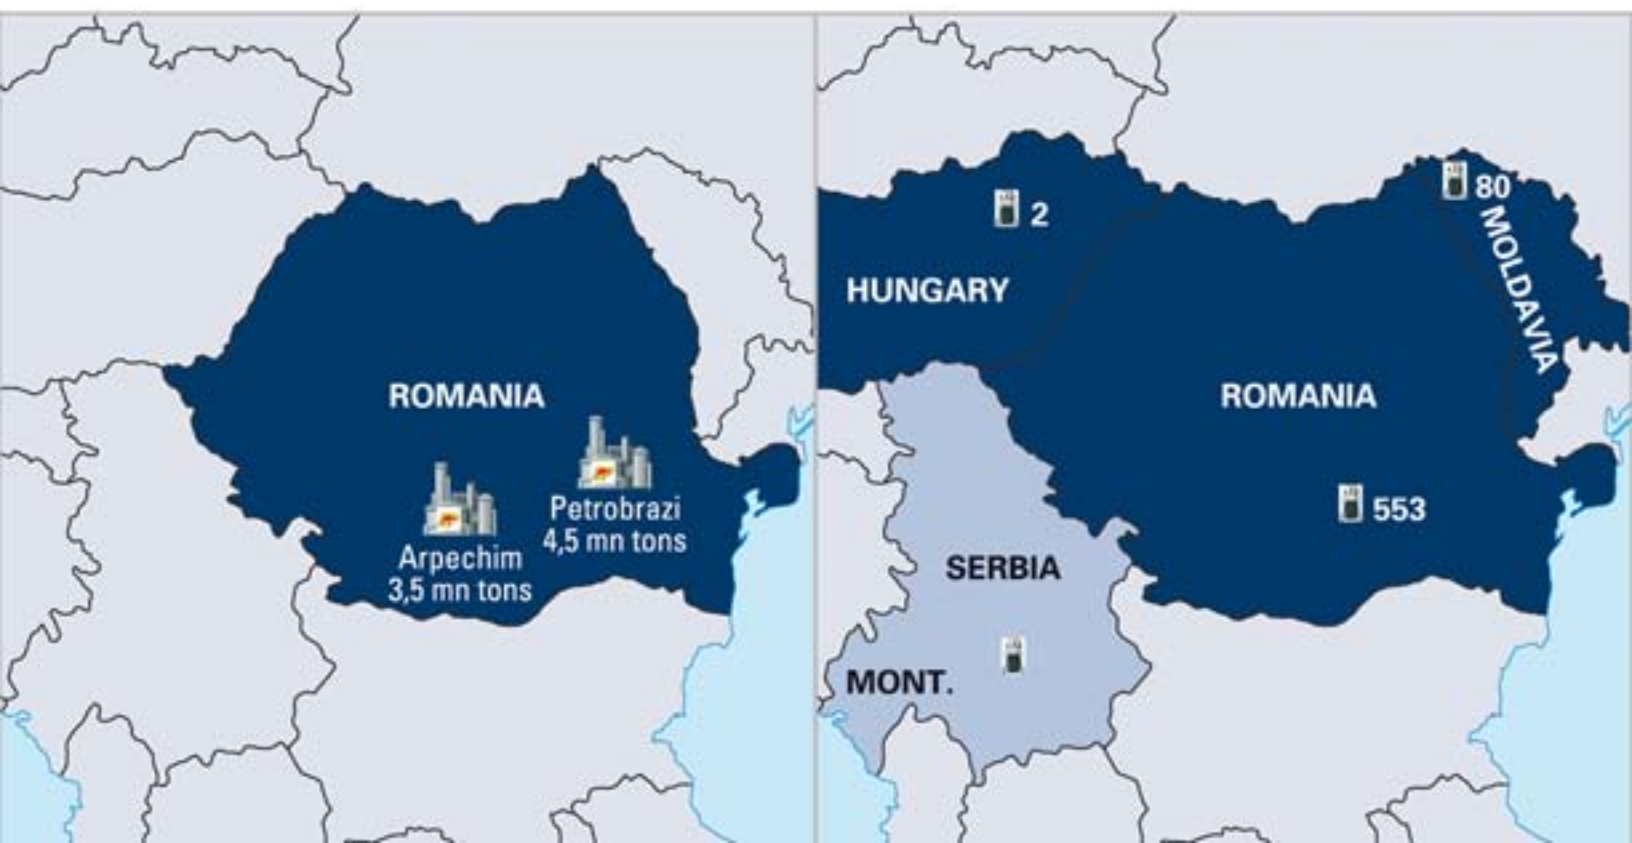 ROMANIA
Petrobrazi
4,5 mn tons
Arpechim
3,5 mn tons
80
2
MOLDAVIA
HUNGARY
ROMANIA
553
SERBIA
MONT.